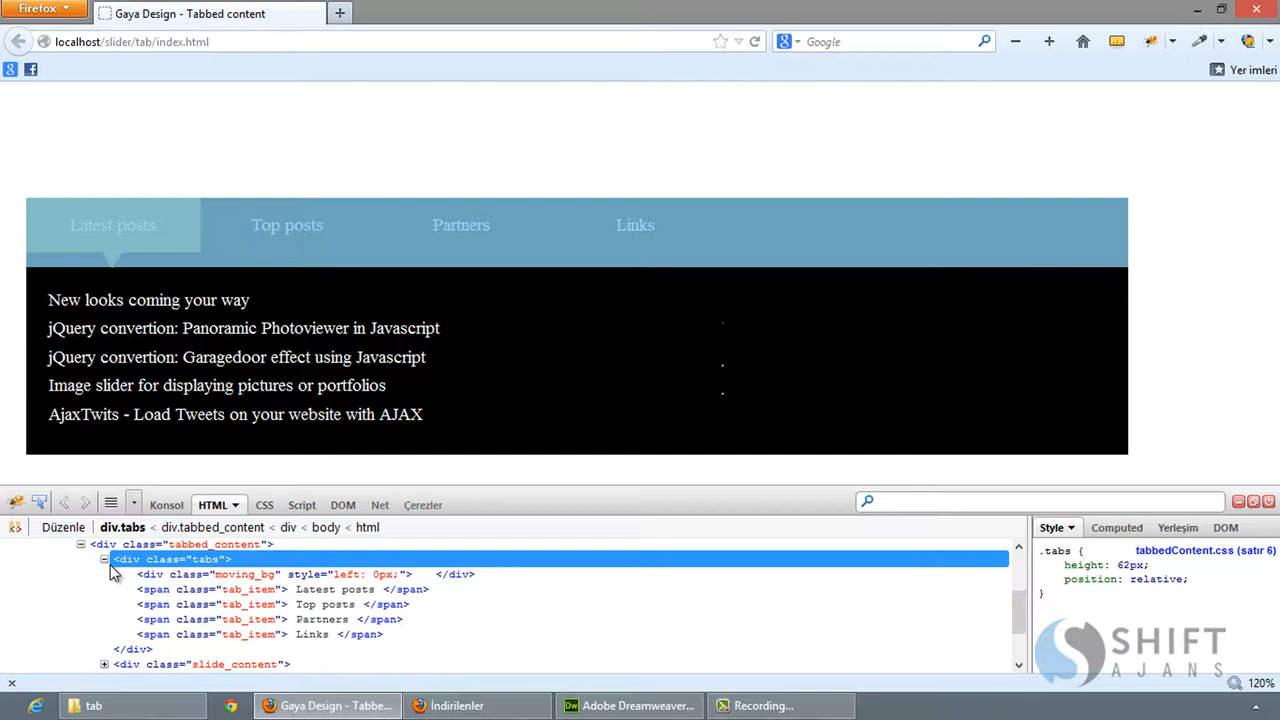 Firefox
Gaya Design - Tabbed content
localhost/slider/tab/index.html
Google
Yer imleri
Latest posts
Top posts
Partners
Links
New looks coming your way
jQuery convertion: Panoramic Photoviewer in Javascript
jQuery convertion: Garagedoor effect using Javascript
Image slider for displaying pictures or portfolios
AjaxTwits - Load Tweets on your website with AJAX
Konsol
HTML
CSS
Script
DOM
Net
Çerezler
Düzenle
div.tabs < div.tabbed_content < div < body < html
Style
Computed
Yerleşim
DOM
<div class="tabbed_content">
<div class="tabs">
<div class="moving_bg" style="left: 0px;"> </div>
<span class="tab_item"> Latest posts </span>
<span class="tab_item"> Top posts </span>
<span class="tab_item"> Partners </span>
<span class="tab_item"> Links </span>
</div>
<div class="slide_content">
.tabs {
tabbedContent.css (satır 6)
height: 62px;
position: relative;
}
SHIFT
AJANS
120%
tab
Gaya Design - Tabbe...
İndirilenler
Adobe Dreamweaver...
Recording...